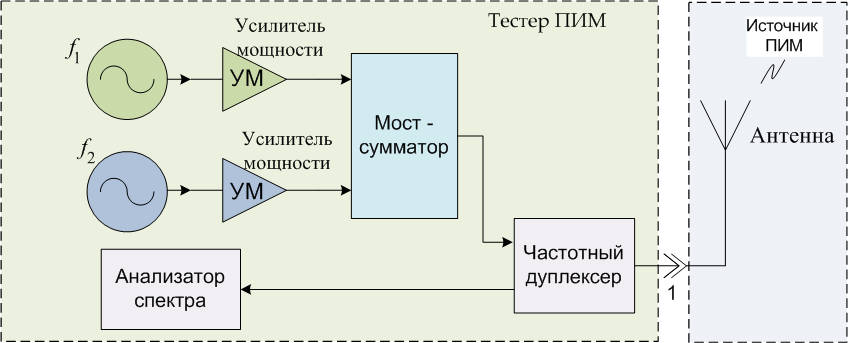 Тестер ПИМ
f1
Усилитель
мощности
УМ
f2
Усилитель
мощности
УМ
Мост -
сумматор
Частотный
дуплексер
Анализатор
спектра
1
Источник
ПИМ
Антенна